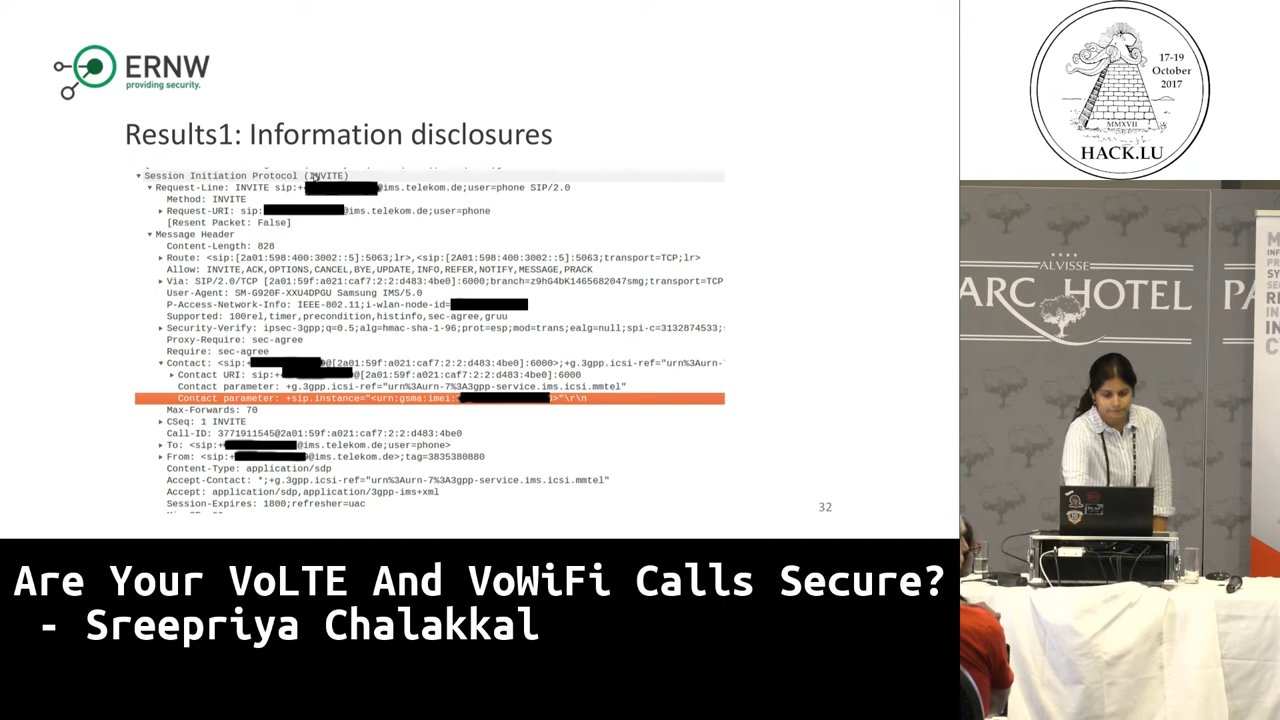 ERNW
providing security.
Results1: Information disclosures
Session Initiation Protocol (INVITE)
Request-Line: INVITE sip:+ @ims.telekom.de;user=phone SIP/2.0
Method: INVITE
Request-URI: sip: @ims.telekom.de;user=phone
[Resent Packet: False]
Message Header
Content-Length: 828
Route: <sip:[2a01:598:400:3002::5]:5063;lr>,<sip:[2a01:598:400:3002::5]:5063;transport=TCP;lr>
Allow: INVITE,ACK,OPTIONS,CANCEL,BYE,UPDATE,INFO,REFER,NOTIFY,MESSAGE,PRACK
Via: SIP/2.0/TCP [2a01:59f:a021:caf7:2:2:d483:4be0]:6000;branch=z9hG4bK1465682047smg;transport=TCP
User-Agent: SM-G920F-XXU4DPGU Samsung IMS/5.0
P-Access-Network-Info: IEEE-802.11;i-wlan-node-id=
Supported: 100rel,timer,precondition,histinfo,sec-agree,gruu
Security-Verify: ipsec-3gpp;q=0.5;alg=hmac-sha-1-96;prot=esp;mod=trans;ealg=null;spi-c=3132874533;
Proxy-Require: sec-agree
Require: sec-agree
Contact: <sip:+ @[2a01:59f:a021:caf7:2:2:d483:4be0]:6000>;+g.3gpp.icsi-ref="urn%3Aurn-7
Contact URI: sip:+ @[2a01:59f:a021:caf7:2:2:d483:4be0]:6000
Contact parameter: +g.3gpp.icsi-ref="urn%3Aurn-7%3A3gpp-service.ims.icsi.mmtel"
Contact parameter: +sip.instance="<urn:gsma:imei: >"\r\n
Max-Forwards: 70
CSeq: 1 INVITE
Call-ID: 3771911545@2a01:59f:a021:caf7:2:2:d483:4be0
To: <sip:+ @ims.telekom.de;user=phone>
From: <sip:+ @ims.telekom.de>;tag=3835380880
Content-Type: application/sdp
Accept-Contact: *;+g.3gpp.icsi-ref="urn%3Aurn-7%3A3gpp-service.ims.icsi.mmtel"
Accept: application/sdp,application/3gpp-ims+xml
Session-Expires: 1800;refresher=uac
32
17-19
October
2017
MMXVII
HACK.LU
ALVISSE
ARC HOTEL
PA
Are Your VoLTE And VoWiFi Calls Secure?
- Sreepriya Chalakkal